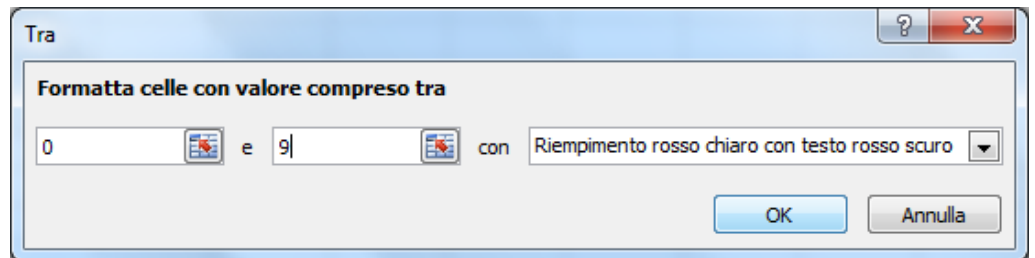 Tra
Formatta celle con valore compreso tra
0 e 9 con Riempimento rosso chiaro con testo rosso scuro
OK Annulla